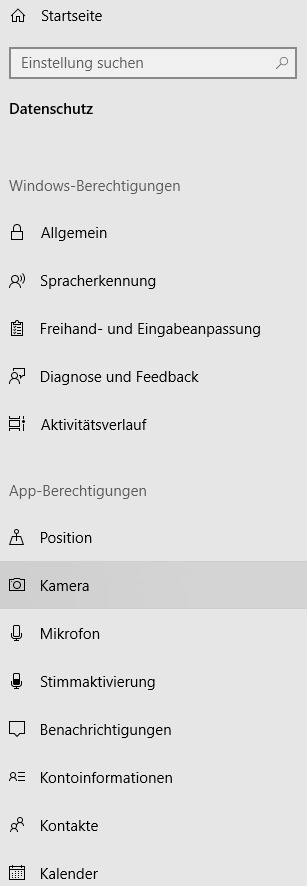 Startseite
Einstellung suchen
Datenschutz
Windows-Berechtigungen
Allgemein
Spracherkennung
Freihand- und Eingabeanpassung
Diagnose und Feedback
Aktivitätsverlauf
App-Berechtigungen
Position
Kamera
Mikrofon
Stimmaktivierung
Benachrichtigungen
Kontoinformationen
Kontakte
Kalender